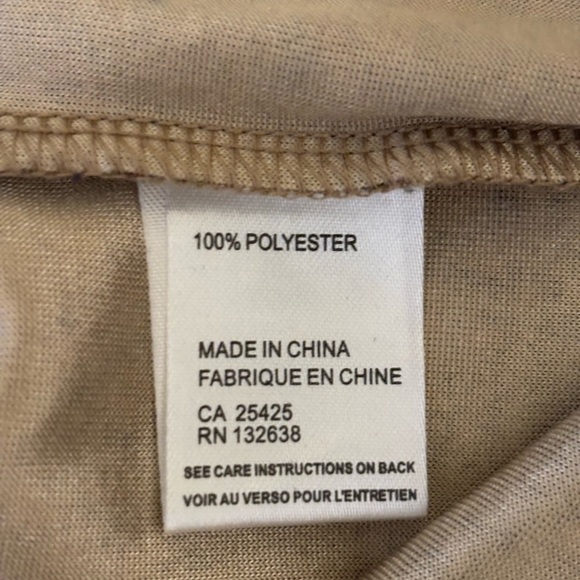 100% POLYESTER
MADE IN CHINA
FABRIQUE EN CHINE
CA 25425
RN 132638
SEE CARE INSTRUCTIONS ON BACK
VOIR AU VERSO POUR L'ENTRETIEN